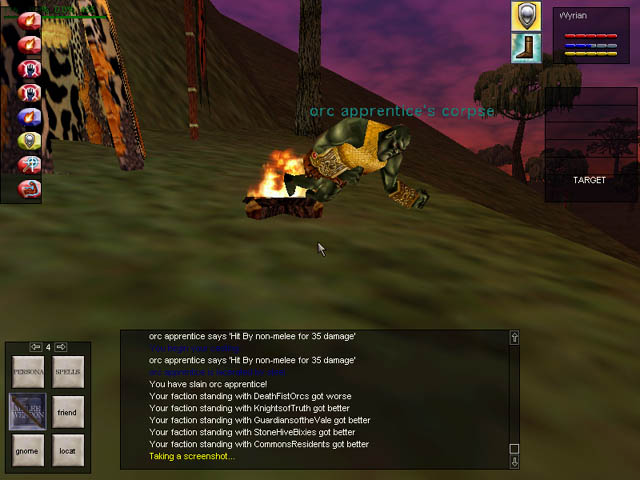 Wyrian
orc apprentice's corpse
TARGET
4
PERSONA
SPELLS
MELEE
WEAPON
friend
gnome
locat
orc apprentice says 'Hit By non-melee for 35 damage'
orc apprentice says 'Hit By non-melee for 35 damage'
You have slain orc apprentice!
Your faction standing with DeathFistOrcs got worse
Your faction standing with KnightsofTruth got better
Your faction standing with GuardiansoftheVale got better
Your faction standing with StoneHiveBixies got better
Your faction standing with CommonsResidents got better
Taking a screenshot...